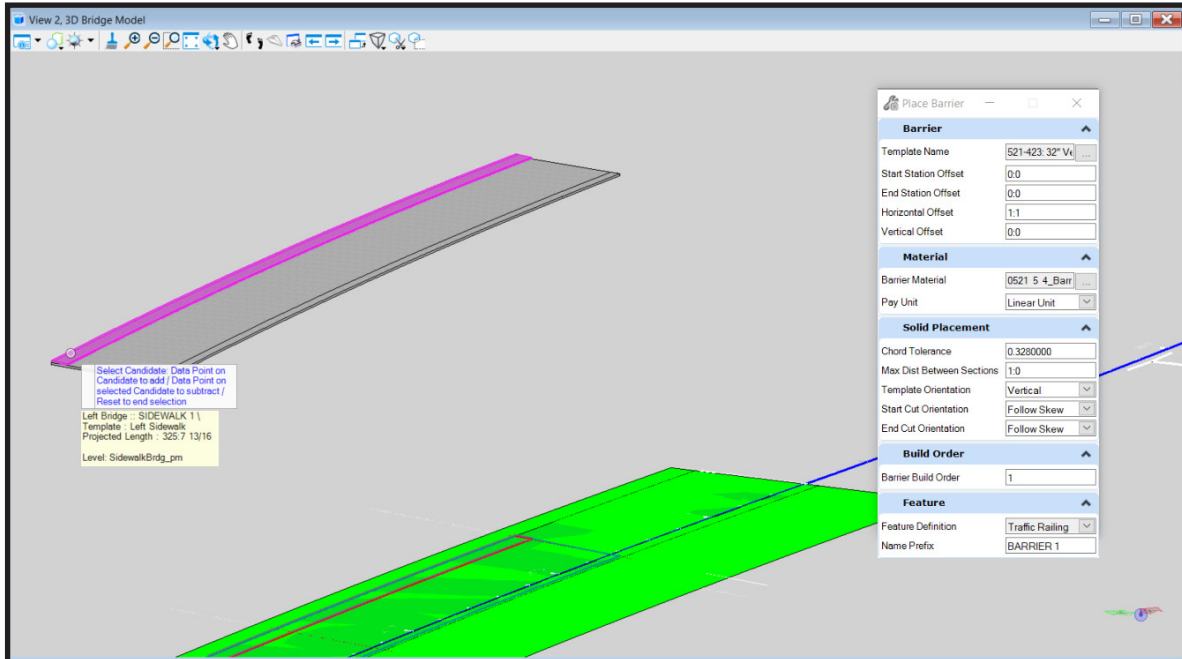 View 2, 3D Bridge Model
Place Barrier
Barrier
Template Name 521-423: 32" Ve ...
Start Station Offset 0:0
End Station Offset 0:0
Horizontal Offset 1:1
Vertical Offset 0:0
Material
Barrier Material 0521 5 4_Barr ...
Pay Unit Linear Unit
Solid Placement
Chord Tolerance 0.3280000
Max Dist Between Sections 1:0
Template Orientation Vertical
Start Cut Orientation Follow Skew
End Cut Orientation Follow Skew
Build Order
Barrier Build Order 1
Feature
Feature Definition Traffic Railing
Name Prefix BARRIER 1
Select Candidate: Data Point on
Candidate to add / Data Point on
selected Candidate to subtract /
Reset to end selection
Left Bridge :: SIDEWALK 1 \
Template : Left Sidewalk
Projected Length : 325:7 13/16
Level: SidewalkBrdg_pm